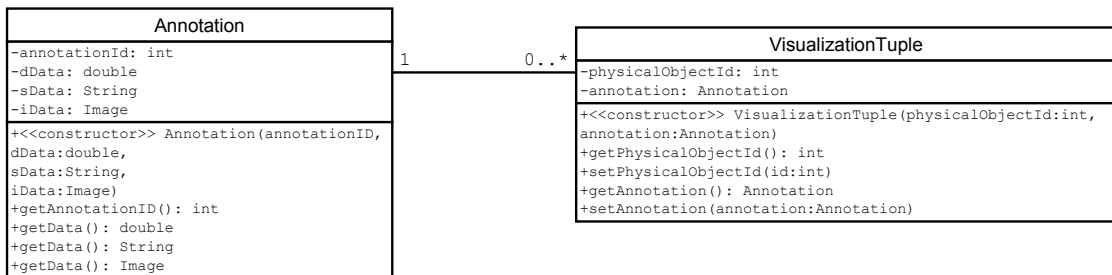 Annotation
-annotationId: int
-dData: double
-sData: String
-iData: Image
+<<constructor>> Annotation(annotationID,
dData:double,
sData:String,
iData:Image)
+getAnnotationID(): int
+getData(): double
+getData(): String
+getData(): Image
1
0..*
VisualizationTuple
-physicalObjectId: int
-annotation: Annotation
+<<constructor>> VisualizationTuple(physicalObjectId:int,
annotation:Annotation)
+getPhysicalObjectId(): int
+setPhysicalObjectId(id:int)
+getAnnotation(): Annotation
+setAnnotation(annotation:Annotation)